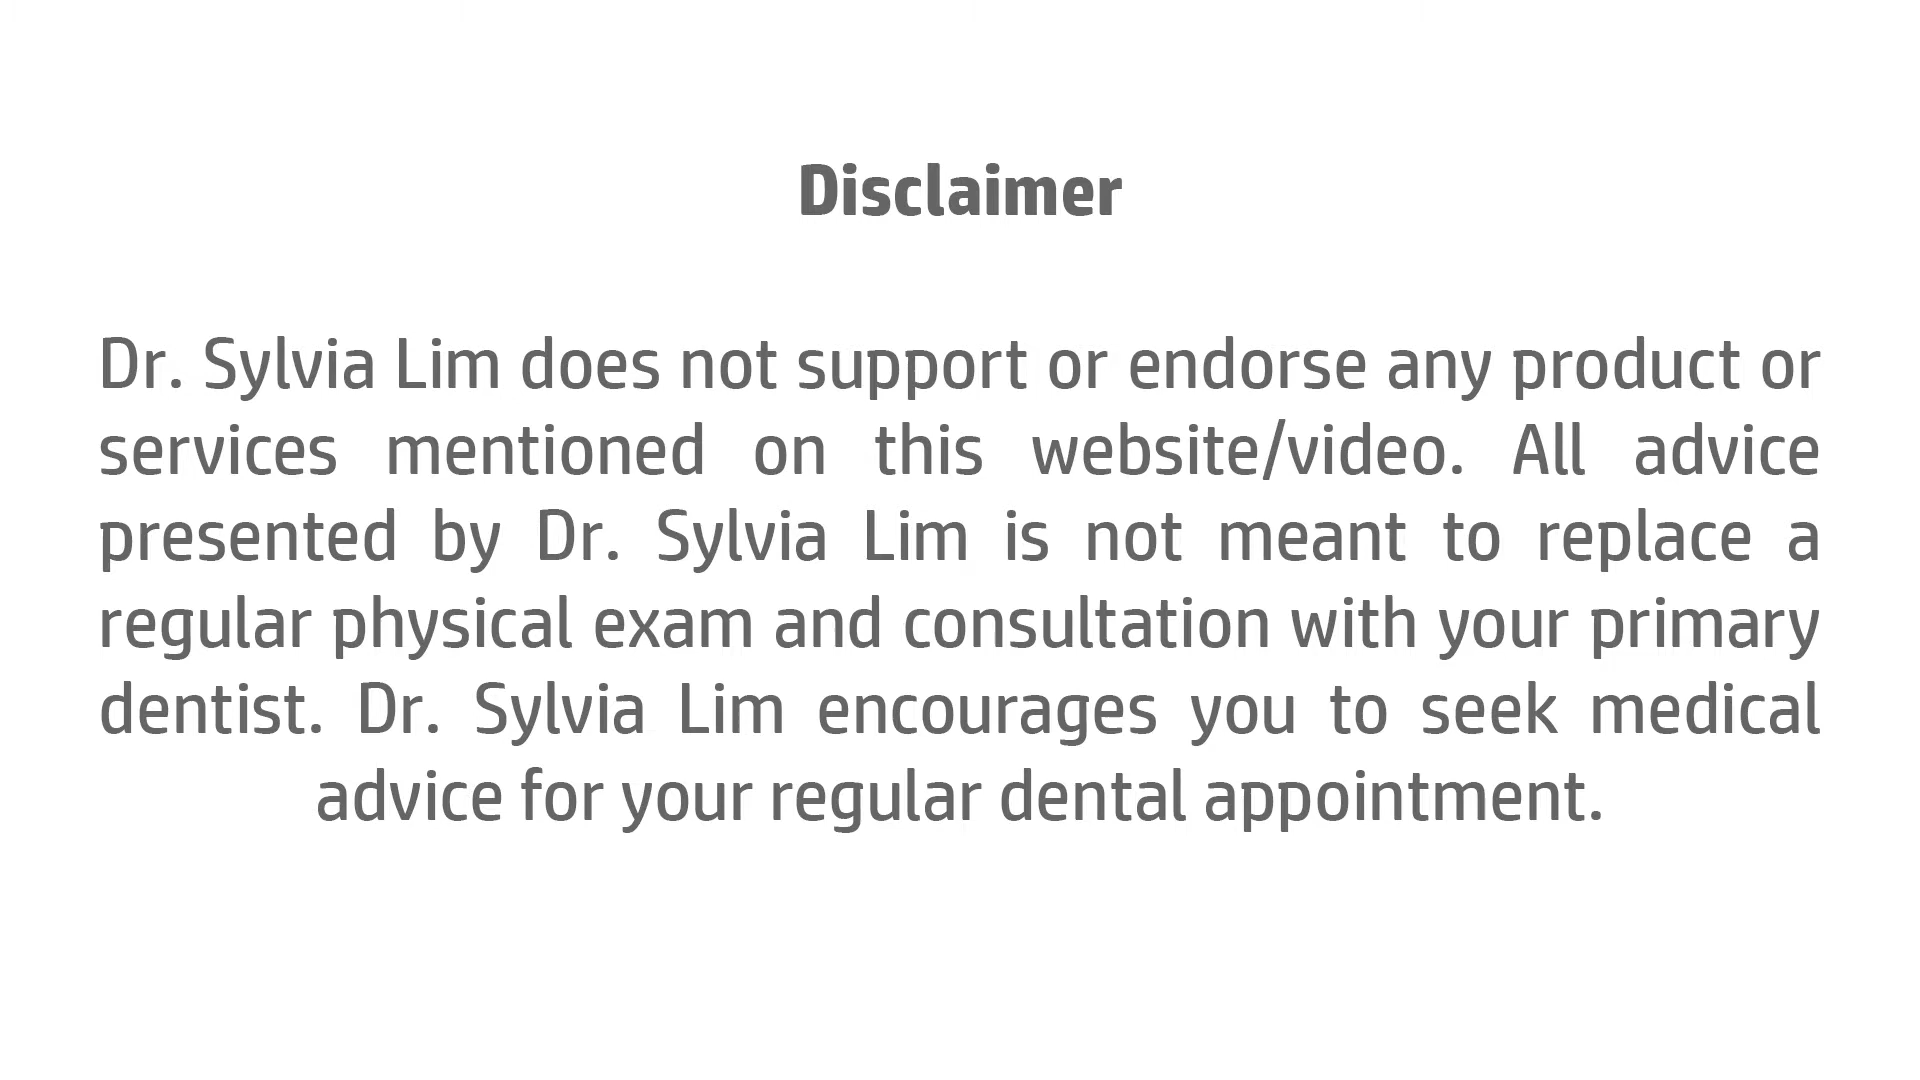 Disclaimer
Dr. Sylvia Lim does not support or endorse any product or
services mentioned on this website/video. All advice
presented by Dr. Sylvia Lim is not meant to replace a
regular physical exam and consultation with your primary
dentist. Dr. Sylvia Lim encourages you to seek medical
advice for your regular dental appointment.